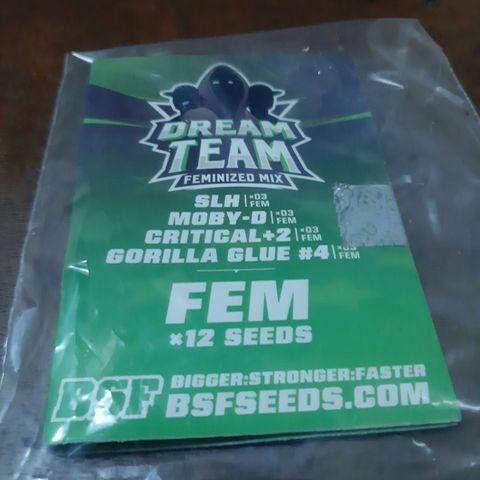 DREAM
TEAM
FEMINIZED MIX
SLH | ×03 FEM
MOBY-D | ×03 FEM
CRITICAL+2 | ×03 FEM
GORILLA GLUE #4 | ×03 FEM
FEM
×12 SEEDS
BSF BIGGER:STRONGER:FASTER
BSFSEEDS.COM